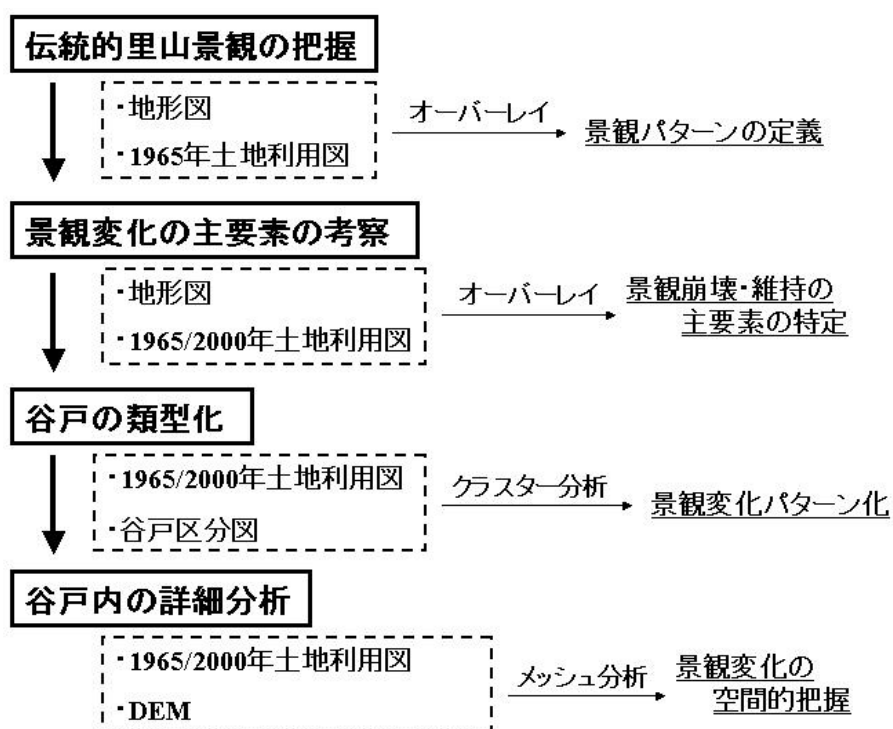 伝統的里山景観の把握
・地形図
・1965年土地利用図
オーバーレイ
景観パターンの定義
景観変化の主要素の考察
・地形図
・1965/2000年土地利用図
オーバーレイ
景観崩壊・維持の
主要素の特定
谷戸の類型化
・1965/2000年土地利用図
・谷戸区分図
クラスター分析
景観変化パターン化
谷戸内の詳細分析
・1965/2000年土地利用図
・DEM
メッシュ分析
景観変化の
空間的把握